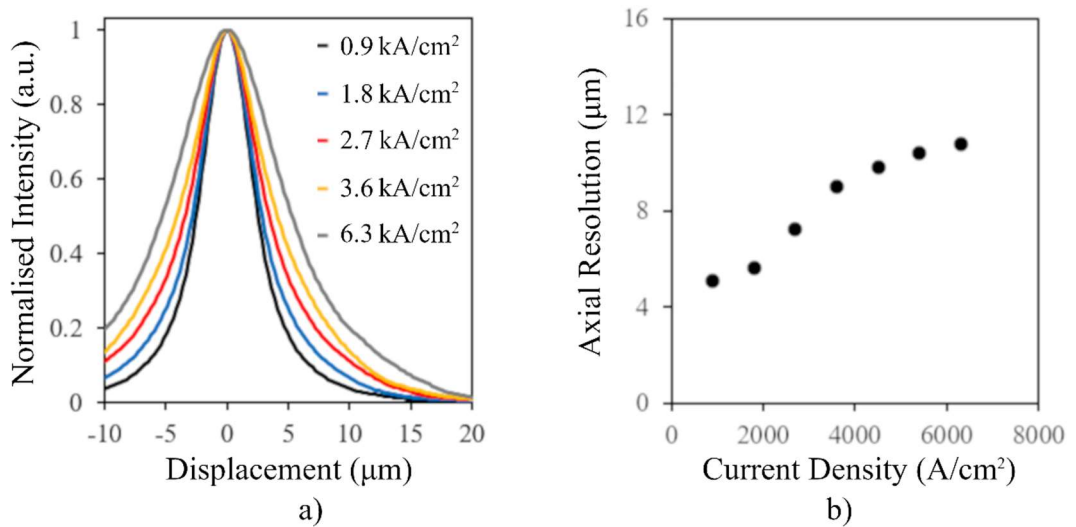 Normalised Intensity (a.u.)
1
0.8
0.6
0.4
0.2
0
-10
-5
0
5
10
15
20
0.9 kA/cm²
1.8 kA/cm²
2.7 kA/cm²
3.6 kA/cm²
6.3 kA/cm²
Displacement (μm)
a)
Axial Resolution (μm)
16
12
8
4
0
0
2000
4000
6000
8000
Current Density (A/cm²)
b)